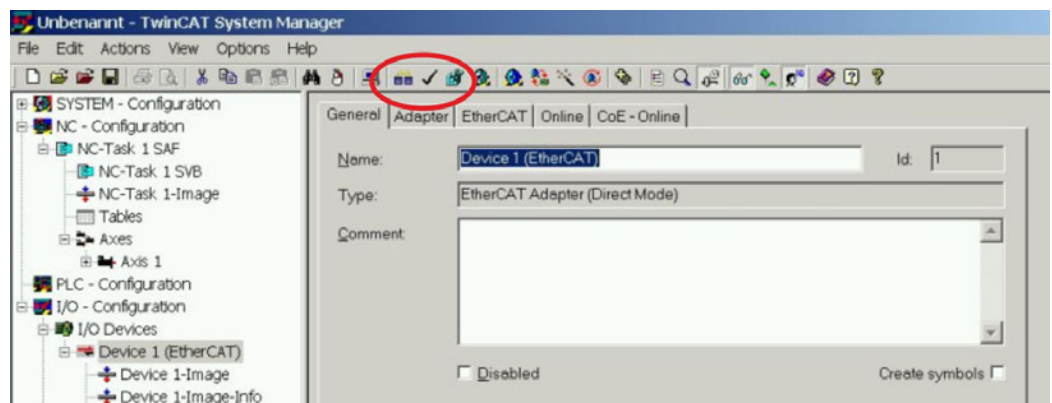 Unbenannt - TwinCAT System Manager
File Edit Actions View Options Help
SYSTEM - Configuration
NC - Configuration
NC-Task 1 SAF
NC-Task 1 SVB
NC-Task 1-Image
Tables
Axes
Axis 1
PLC - Configuration
I/O - Configuration
I/O Devices
Device 1 (EtherCAT)
Device 1-Image
Device 1-Image-Info
General Adapter EtherCAT Online CoE - Online
Name: Device 1 (EtherCAT) Id: 1
Type: EtherCAT Adapter (Direct Mode)
Comment:
Disabled Create symbols